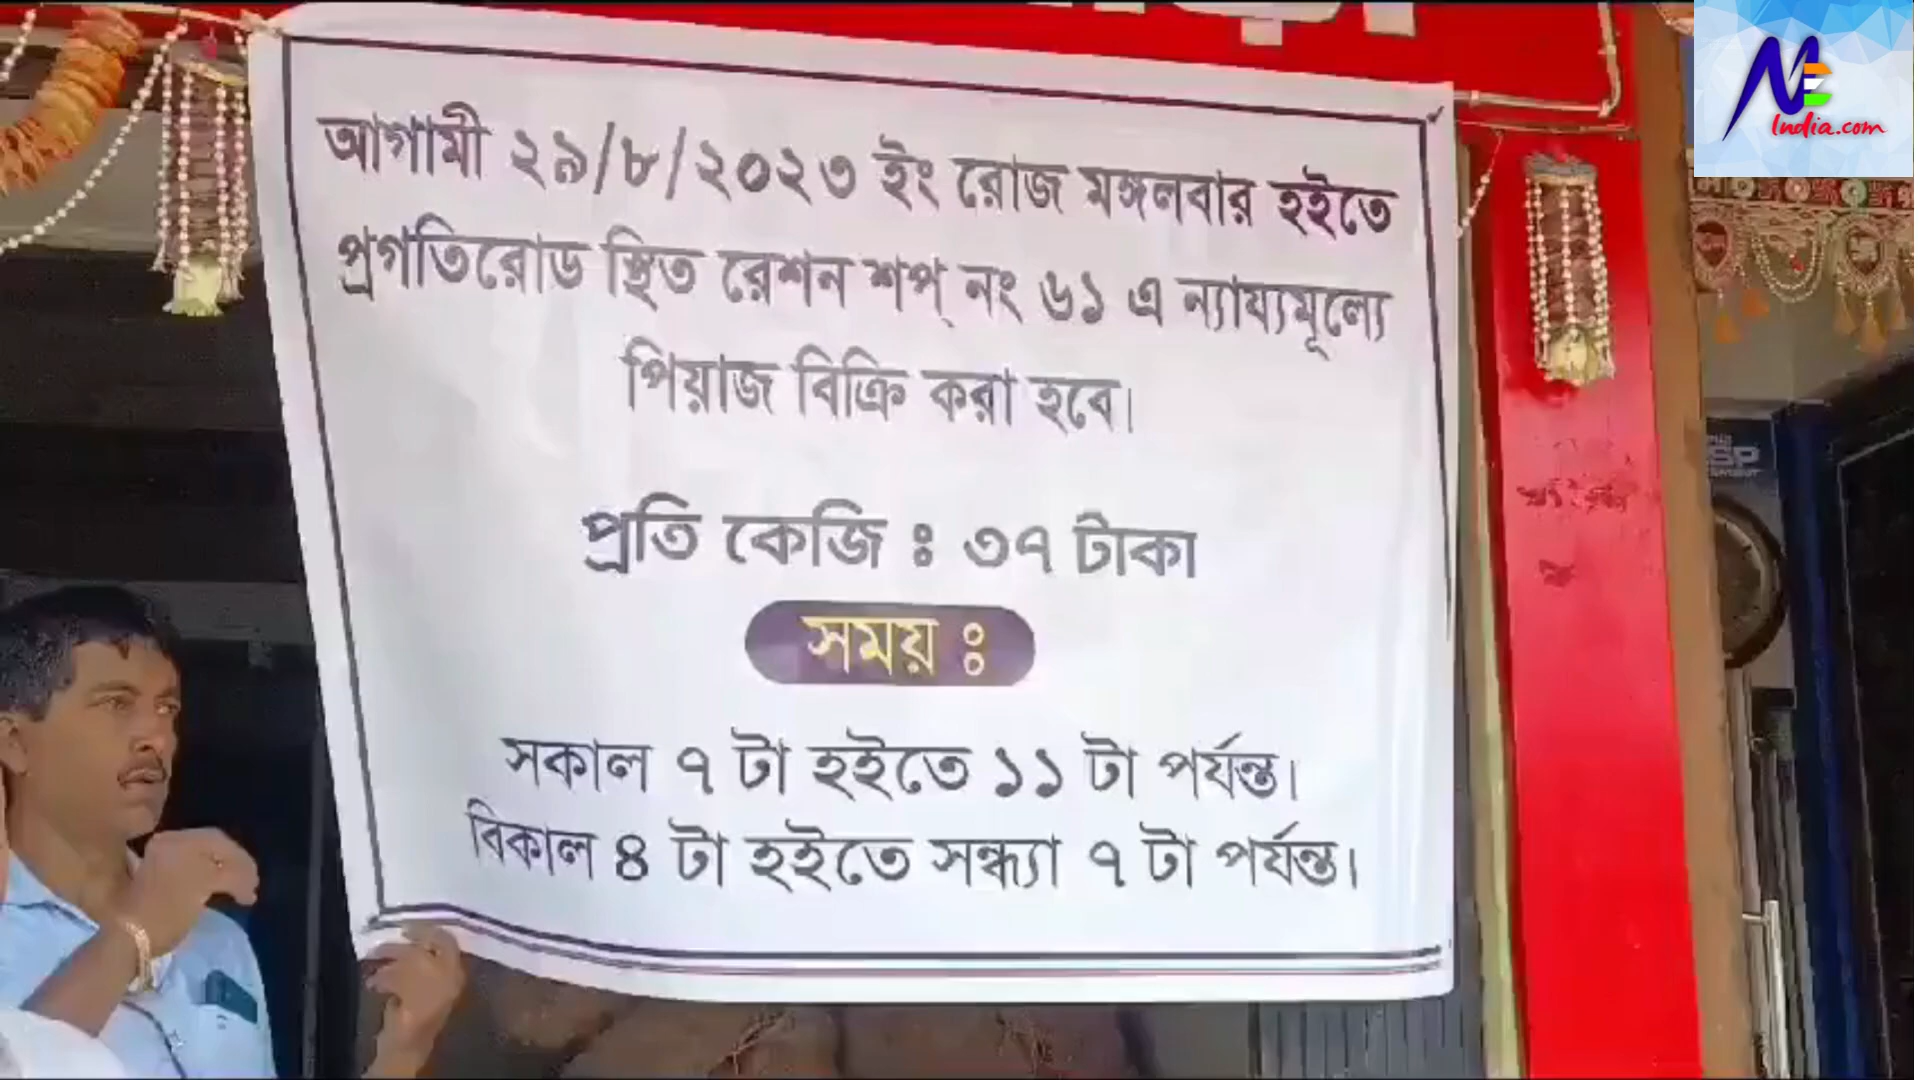 আগামী ২৯/৮/২০২৩ ইং রোজ মঙ্গলবার হইতে
প্রগতিরোড স্থিত রেশন শপ্ নং ৬১ এ ন্যায্যমূল্যে
পিয়াজ বিক্রি করা হবে।
প্রতি কেজি ঃ ৩৭ টাকা
সময় ঃ
সকাল ৭ টা হইতে ১১ টা পর্যন্ত।
বিকাল ৪ টা হইতে সন্ধ্যা ৭ টা পর্যন্ত।
NE
India.com